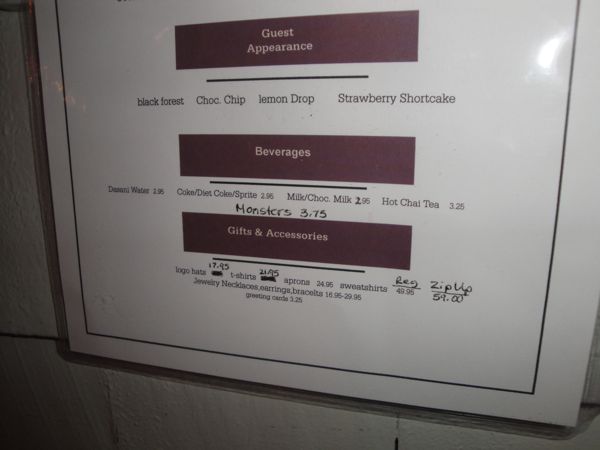 Guest
Appearance
black forest Choc. Chip lemon Drop Strawberry Shortcake
Beverages
Dasani Water 2.95 Coke/Diet Coke/Sprite 2.95 Milk/Choc. Milk 2.95 Hot Chai Tea 3.25
Monsters 3.75
Gifts & Accessories
logo hats 17.95 t-shirts 21.95 aprons 24.95 sweatshirts Reg 49.95 Zip Up 59.00
Jewelry Necklaces,earrings,bracelts 16.95-29.95
greeting cards 3.25